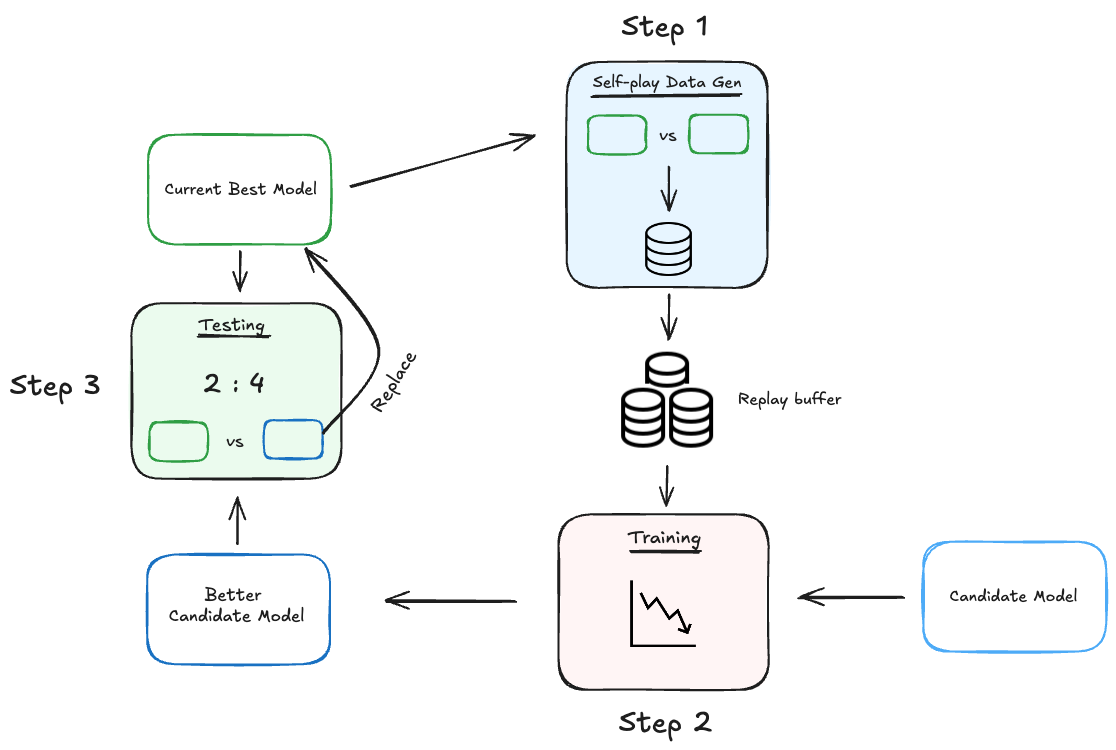 Step 1
Self-play Data Gen
vs
Current Best Model
Testing
2 : 4
vs
Replace
Step 3
Replay buffer
Training
Step 2
Candidate Model
Better
Candidate Model